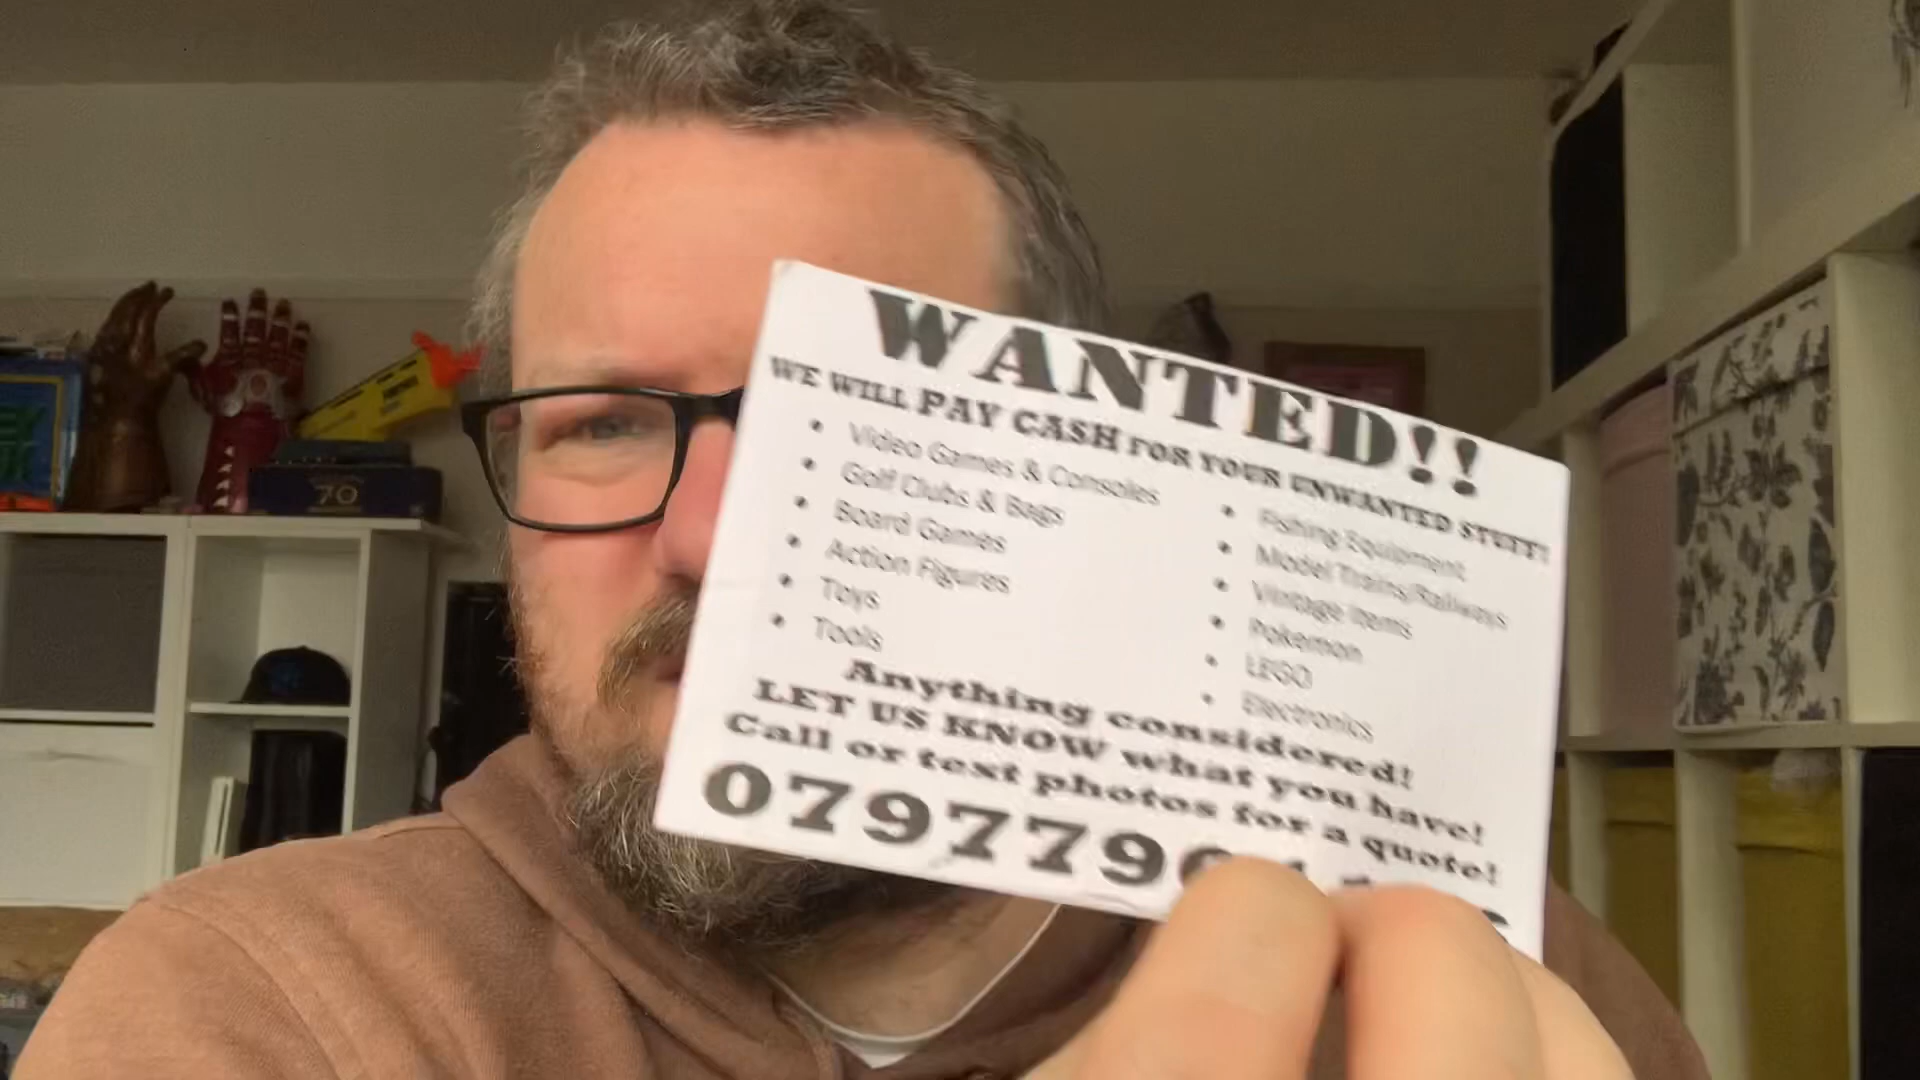 WANTED!!
WE WILL PAY CASH FOR YOUR UNWANTED STUFF!
• Video Games & Consoles
• Golf Clubs & Bags
• Board Games
• Action Figures
• Toys
• Tools
• Fishing Equipment
• Model Trains/Railways
• Vintage Items
• Pokemon
• LEGO
• Electronics
Anything considered!
LET US KNOW what you have!
Call or text photos for a quote!
0797790
70